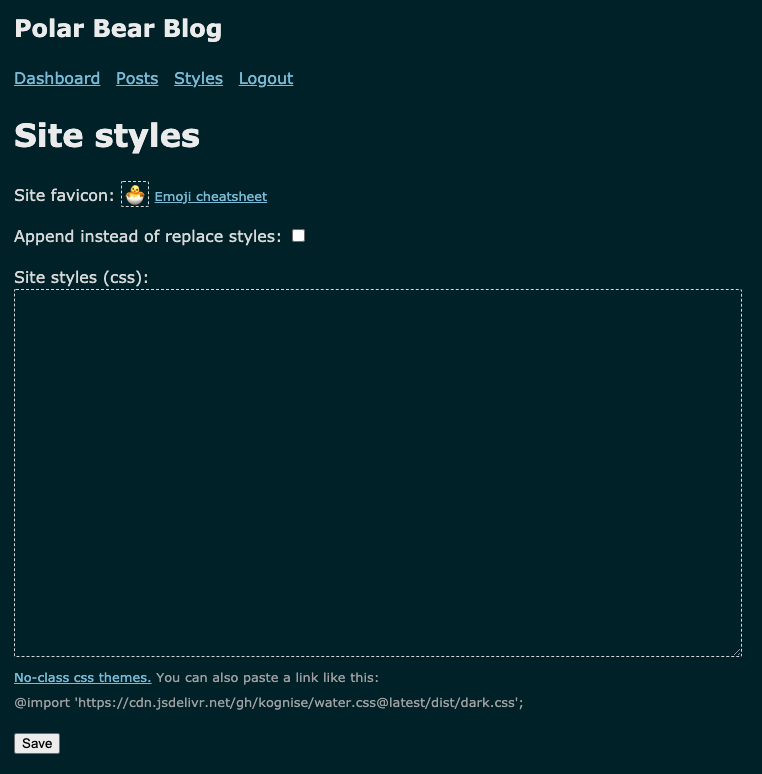 Polar Bear Blog
Dashboard Posts Styles Logout
Site styles
Site favicon: 🐣 Emoji cheatsheet
Append instead of replace styles:
Site styles (css):
No-class css themes. You can also paste a link like this:
@import 'https://cdn.jsdelivr.net/gh/kognise/water.css@latest/dist/dark.css';
Save